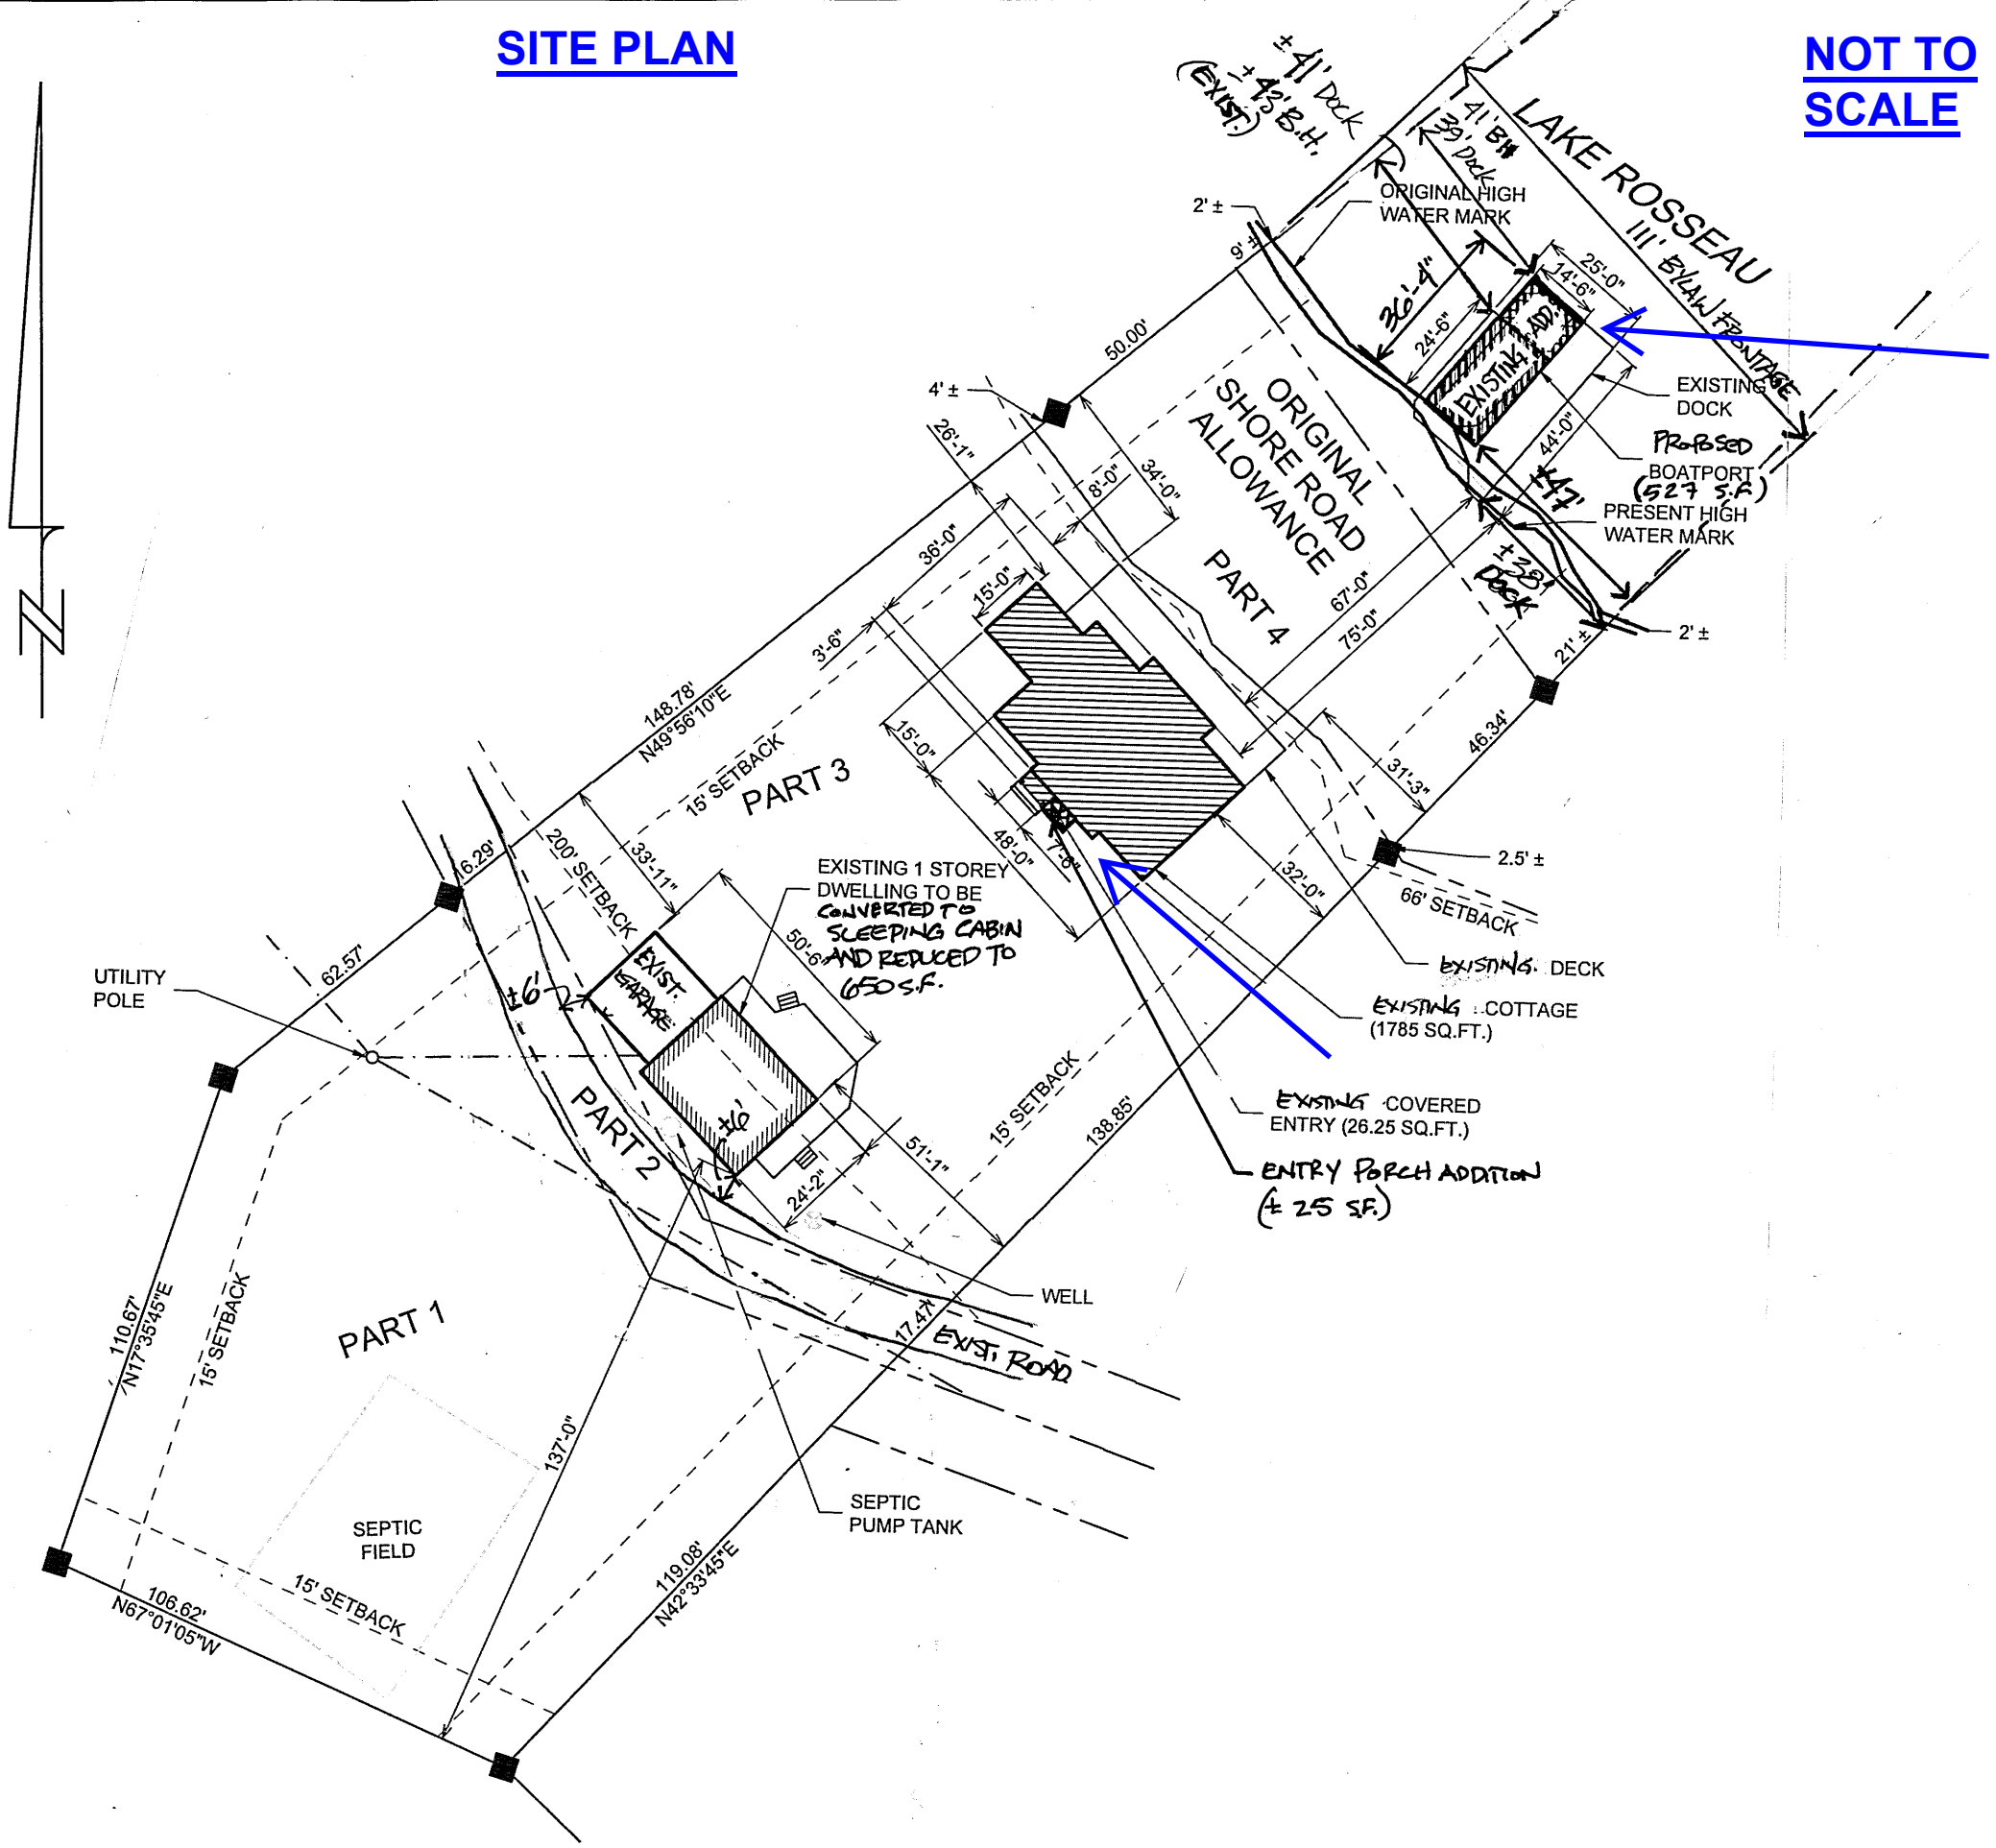 SITE PLAN
NOT TO
SCALE
±41' DOCK
±43' B.H.
(EXIST.)
41' BH
39' DOCK
LAKE ROSSEAU
111' BYLAW FRONTAGE
ORIGINAL HIGH
WATER MARK
2' ±
9' ±
36'-4"
24'-6"
25'-0"
14'-6"
EXISTING
ADD.
EXISTING
DOCK
PROPOSED
BOATPORT
(527 S.F.)
44'-0"
±47'
PRESENT HIGH
WATER MARK
±38'
DOCK
2' ±
21' ±
50.00'
4' ±
26'-1"
8'-0"
34'-0"
ORIGINAL
SHORE ROAD
ALLOWANCE
PART 4
67'-0"
75'-0"
36'-0"
15'-0"
3'-6"
148.78'
N49°56'10"E
15' SETBACK
PART 3
15'-0"
48'-0"
7'-6"
46.34'
31'-3"
32'-0"
2.5' ±
66' SETBACK
EXISTING DECK
EXISTING COTTAGE
(1785 SQ.FT.)
EXISTING COVERED
ENTRY (26.25 SQ.FT.)
ENTRY PORCH ADDITION
(± 25 S.F.)
16.29'
200' SETBACK
33'-11"
EXISTING 1 STOREY
DWELLING TO BE
CONVERTED TO
SLEEPING CABIN
AND REDUCED TO
650 S.F.
50'-6"
EXIST.
GARAGE
±6'
UTILITY
POLE
62.57'
PART 2
±6'
24'-2"
51'-1"
15' SETBACK
138.85'
WELL
17.47'
EXIST. ROAD
110.67'
N17°35'45"E
15' SETBACK
PART 1
137'-0"
SEPTIC
PUMP TANK
SEPTIC
FIELD
15' SETBACK
106.62'
N67°01'05"W
119.08'
N42°33'45"E
N